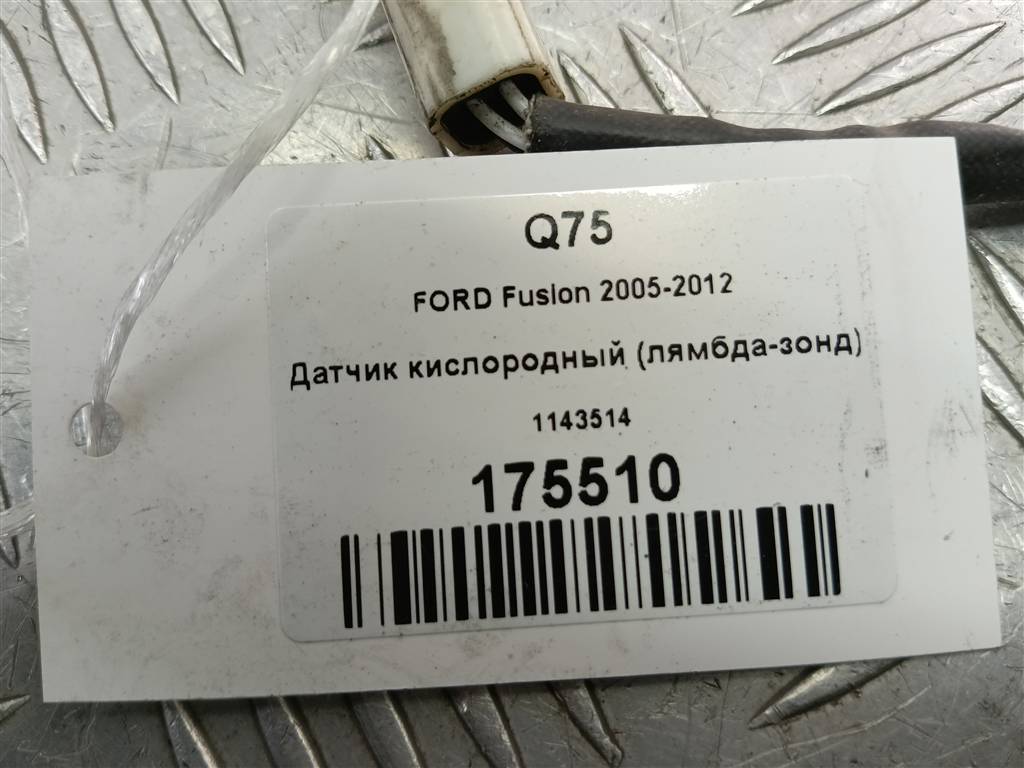 Q75
FORD Fusion 2005-2012
Датчик кислородный (лямбда-зонд)
1143514
175510